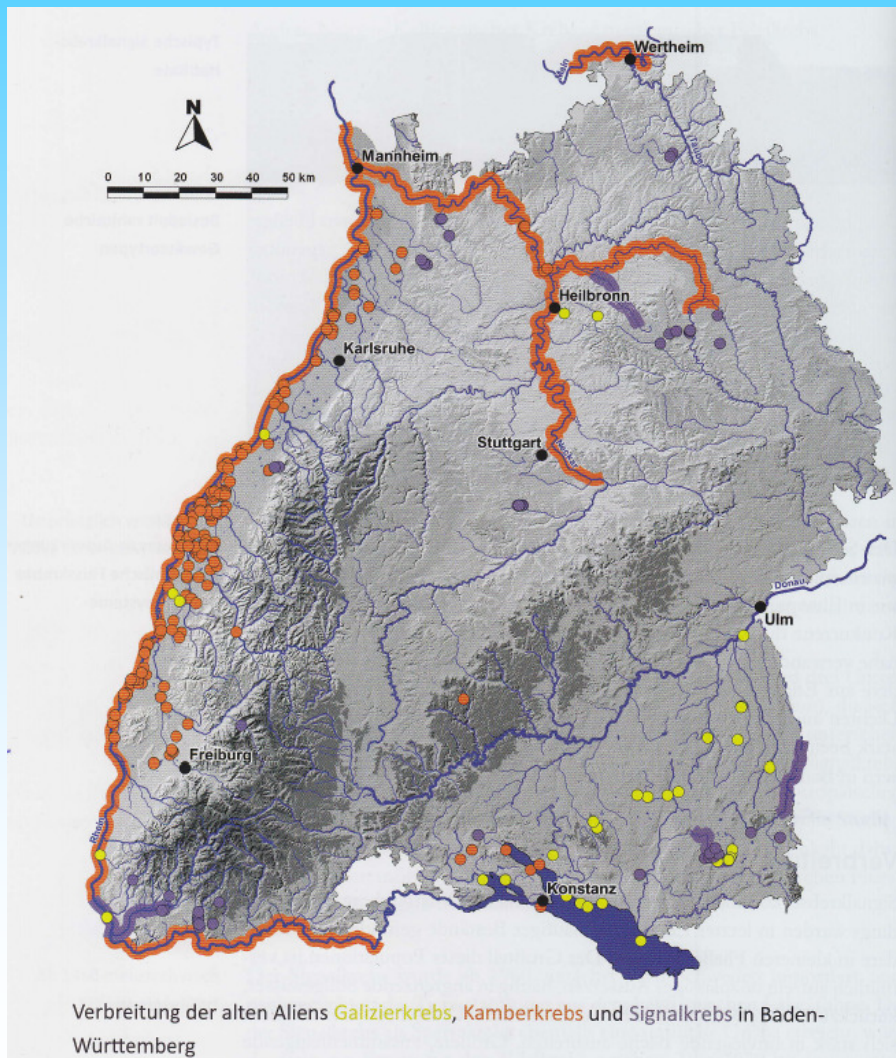 Wertheim
Main
Tauber
N
Mannheim
0 10 20 30 40 50 km
Heilbronn
Karlsruhe
Stuttgart
Neckar
Donau
Ulm
Freiburg
Rhein
Konstanz
Verbreitung der alten Aliens Galizierkrebs, Kamberkrebs und Signalkrebs in Baden-
Württemberg